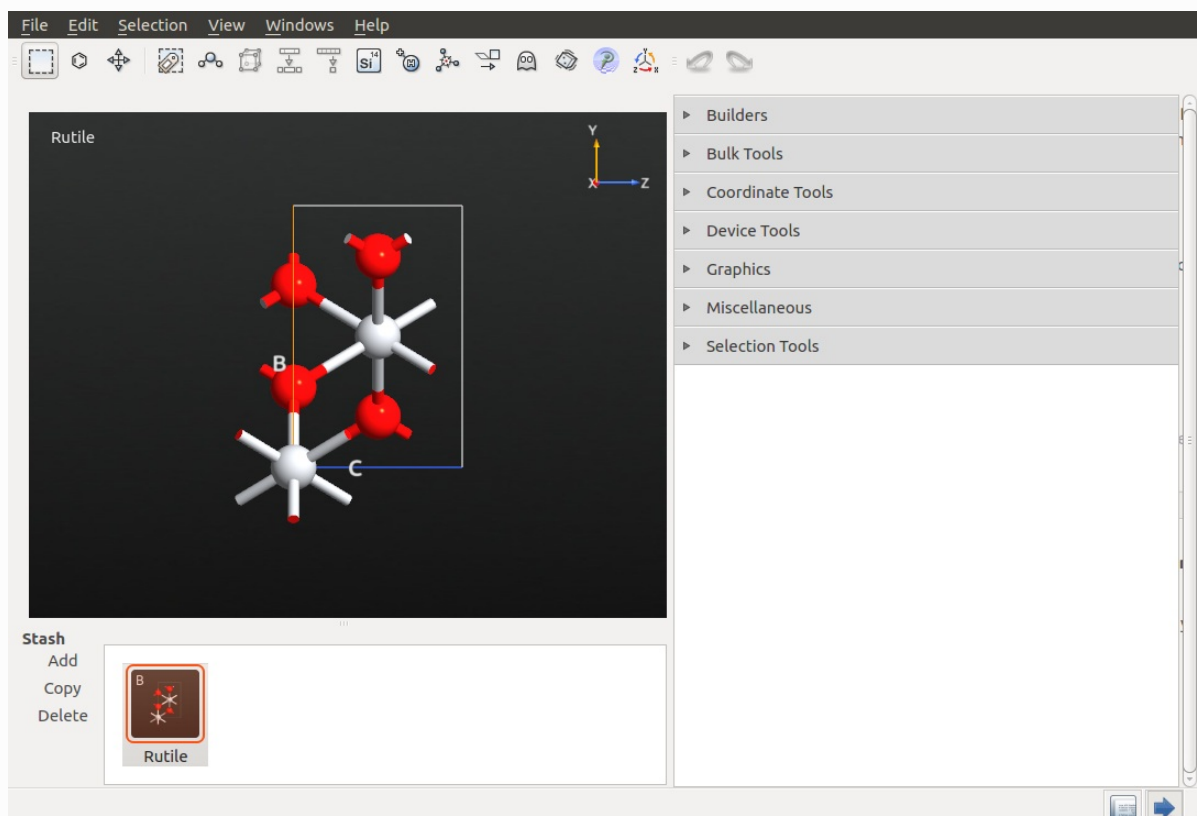 File Edit Selection View Windows Help
Si 14
Rutile
Y
X Z
z x
B
C
Builders
Bulk Tools
Coordinate Tools
Device Tools
Graphics
Miscellaneous
Selection Tools
Stash
Add
Copy
Delete
B
Rutile